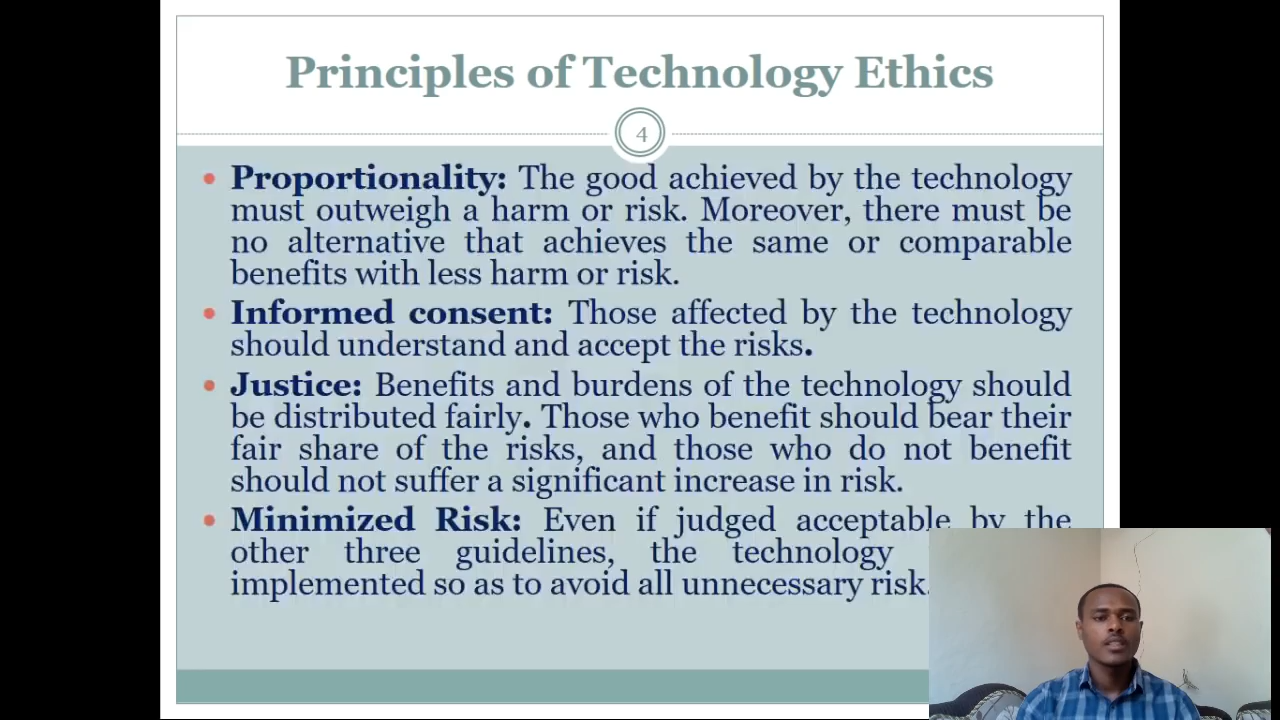 Principles of Technology Ethics
4
• Proportionality: The good achieved by the technology
must outweigh a harm or risk. Moreover, there must be
no alternative that achieves the same or comparable
benefits with less harm or risk.
• Informed consent: Those affected by the technology
should understand and accept the risks.
• Justice: Benefits and burdens of the technology should
be distributed fairly. Those who benefit should bear their
fair share of the risks, and those who do not benefit
should not suffer a significant increase in risk.
• Minimized Risk: Even if judged acceptable by the
other three guidelines, the technology
implemented so as to avoid all unnecessary risk.